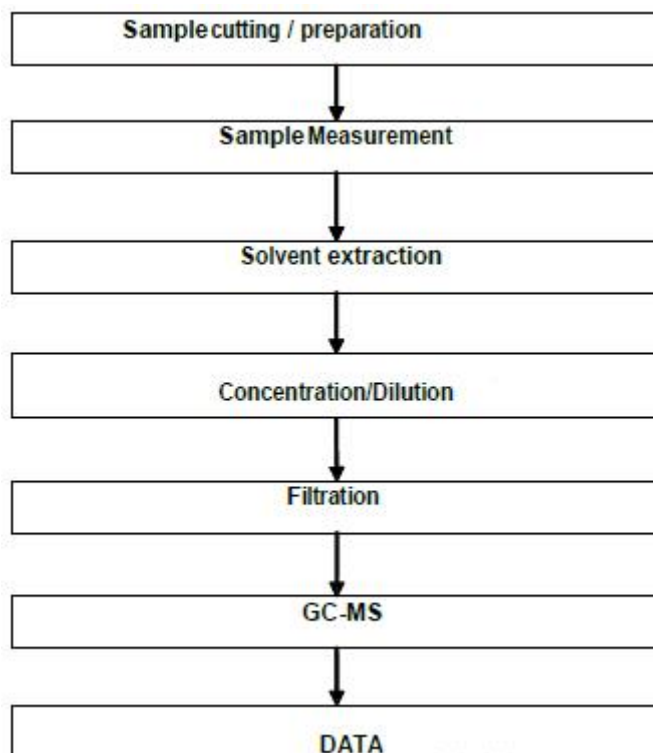 Sample cutting / preparation
Sample Measurement
Solvent extraction
Concentration/Dilution
Filtration
GC-MS
DATA